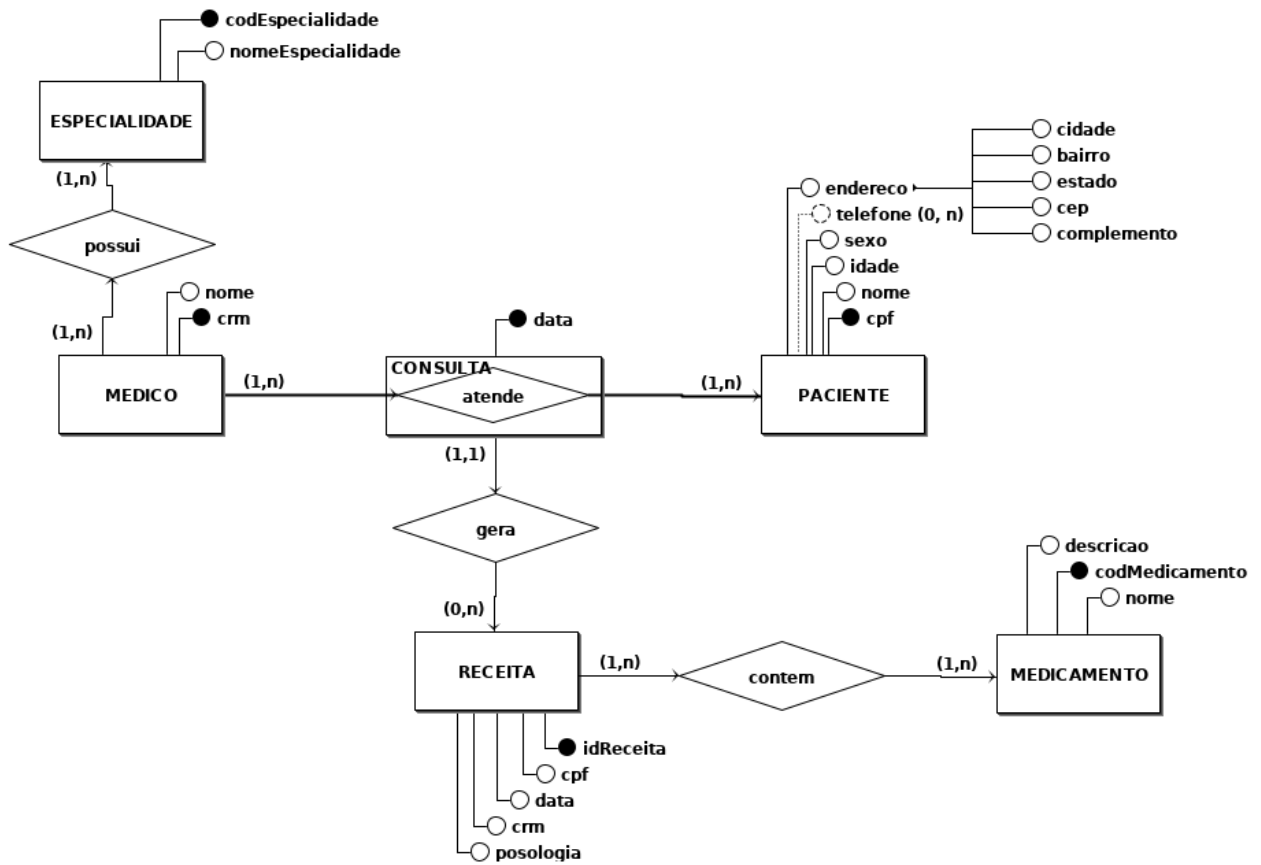 codEspecialidade
nomeEspecialidade
ESPECIALIDADE
(1,n)
possui
(1,n)
nome
crm
MEDICO
(1,n)
data
CONSULTA
atende
(1,n)
PACIENTE
endereco
telefone (0, n)
sexo
idade
nome
cpf
cidade
bairro
estado
cep
complemento
(1,1)
gera
(0,n)
RECEITA
(1,n)
contem
(1,n)
MEDICAMENTO
descricao
codMedicamento
nome
idReceita
cpf
data
crm
posologia